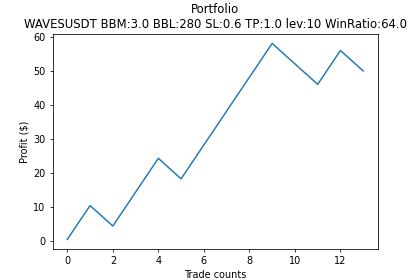 Portfolio
WAVESUSDT BBM:3.0 BBL:280 SL:0.6 TP:1.0 lev:10 WinRatio:64.0
60
50
40
30
20
10
0
Profit ($)
0 2 4 6 8 10 12
Trade counts